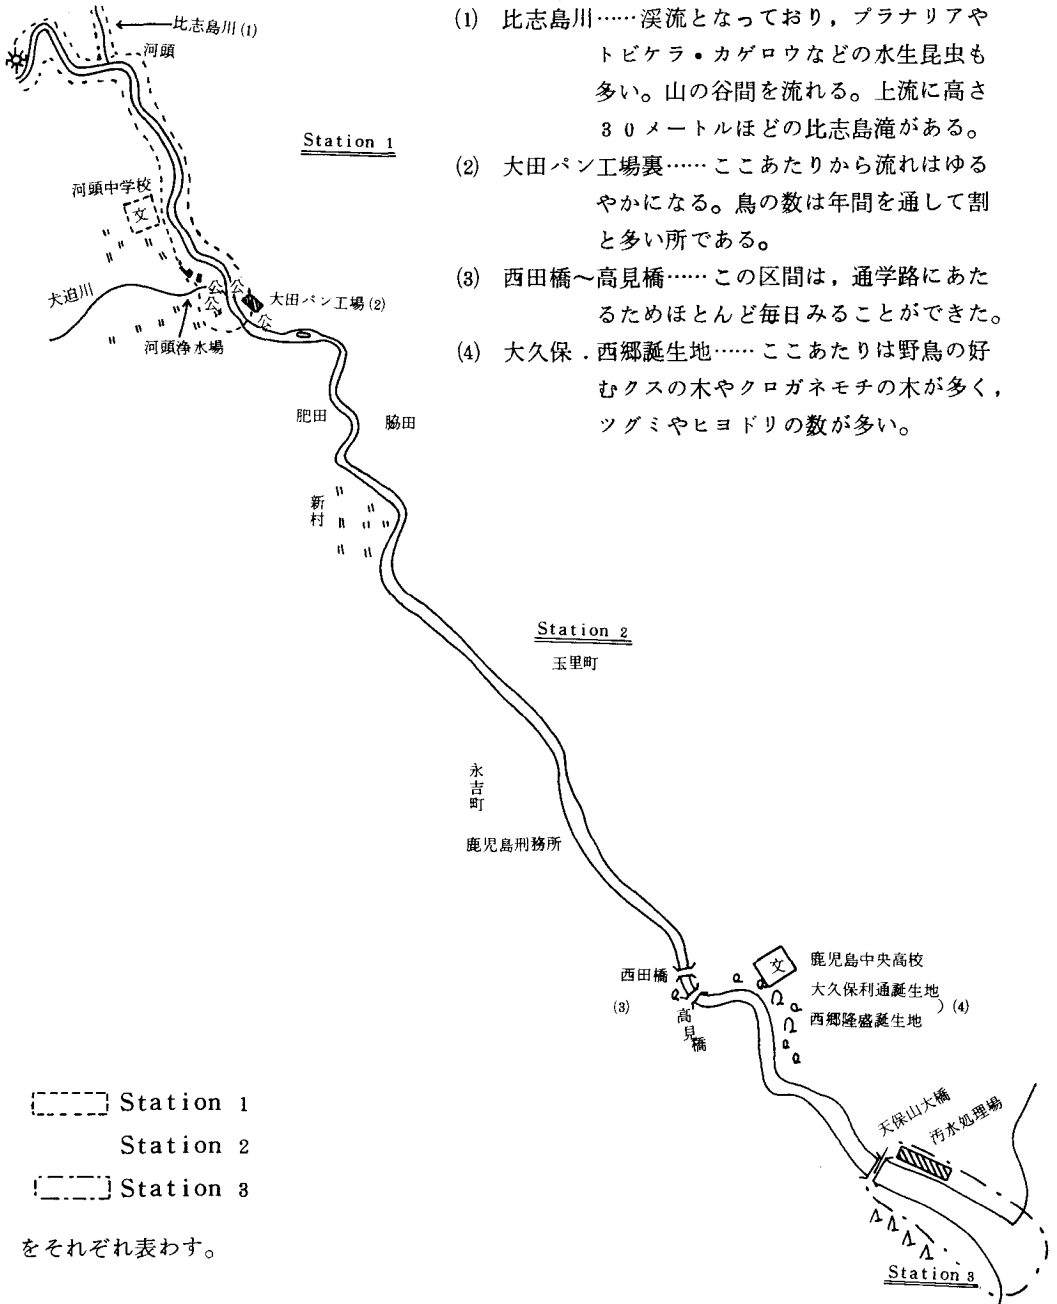 比志島川(1)
河頭
Station 1
河頭中学校
文
犬迫川
公公
公
公
大田パン工場(2)
河頭浄水場
肥田
脇田
新村
Station 2
玉里町
永吉町
鹿児島刑務所
西田橋
(3)
高見橋
文
鹿児島中央高校
大久保利通誕生地
西郷隆盛誕生地
)(4)
天保山大橋
汚水処理場
Station 3
(1) 比志島川……渓流となっており,プラナリアや
トビケラ・カゲロウなどの水生昆虫も
多い。山の谷間を流れる。上流に高さ
30メートルほどの比志島滝がある。
(2) 大田パン工場裏……ここあたりから流れはゆる
やかになる。鳥の数は年間を通して割
と多い所である。
(3) 西田橋〜高見橋……この区間は,通学路にあた
るためほとんど毎日みることができた。
(4) 大久保.西郷誕生地……ここあたりは野鳥の好
むクスの木やクロガネモチの木が多く,
ツグミやヒヨドリの数が多い。
Station 1
Station 2
Station 3
をそれぞれ表わす。